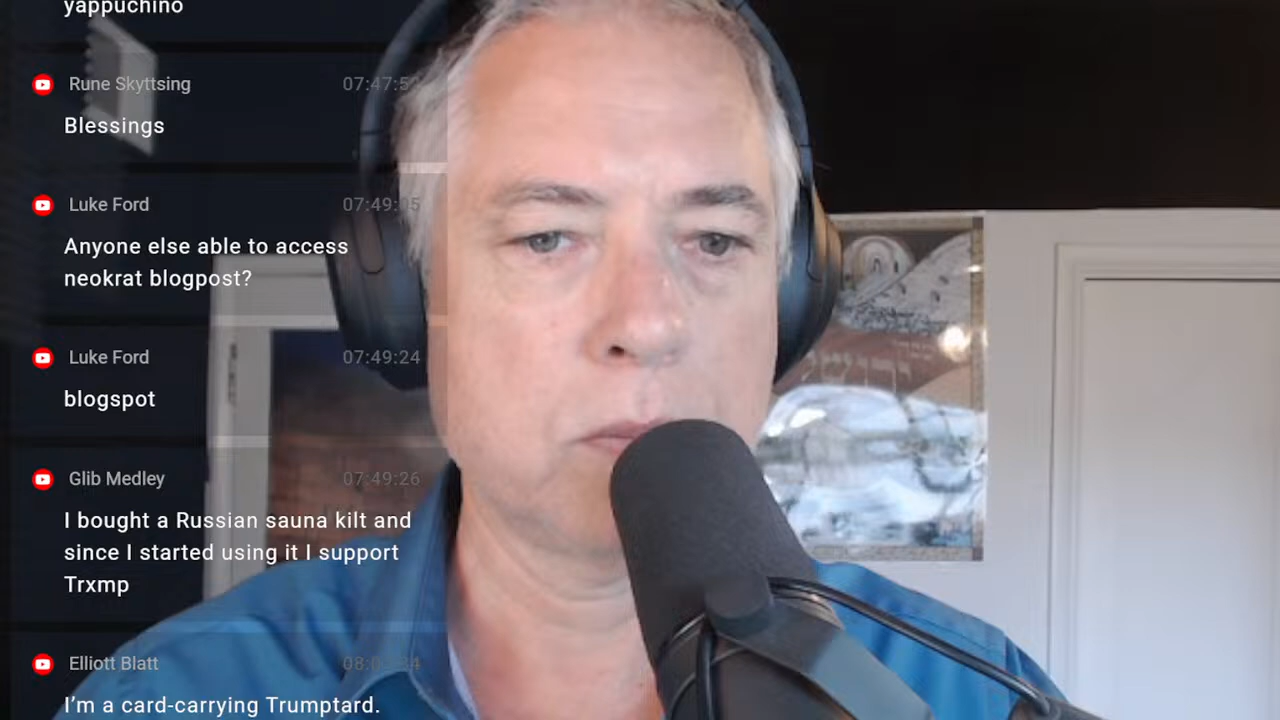 yappuchino
Rune Skyttsing
Blessings
Luke Ford
Anyone else able to access
neokrat blogpost?
Luke Ford 07:49:24
blogspot
Glib Medley 07:49:26
I bought a Russian sauna kilt and
since I started using it I support
Trxmp
Elliott Blatt
I'm a card-carrying Trumptard.